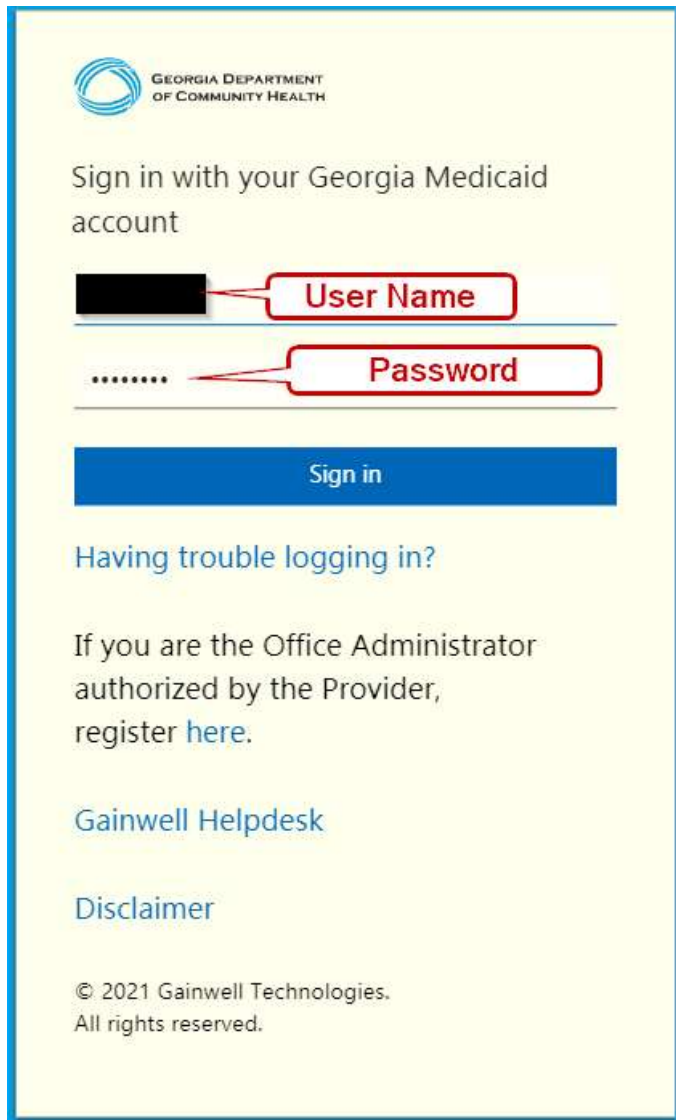 GEORGIA DEPARTMENT
OF COMMUNITY HEALTH
Sign in with your Georgia Medicaid
account
User Name
••••••••
Password
Sign in
Having trouble logging in?
If you are the Office Administrator
authorized by the Provider,
register here.
Gainwell Helpdesk
Disclaimer
© 2021 Gainwell Technologies.
All rights reserved.